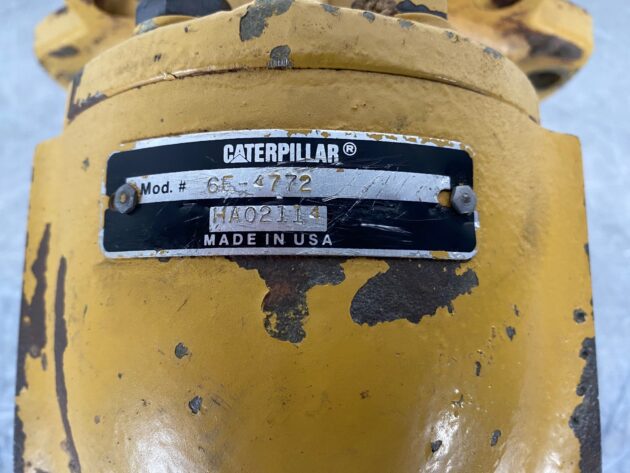 CATERPILLAR®
Mod. # 6E-4772
HA02114
MADE IN USA